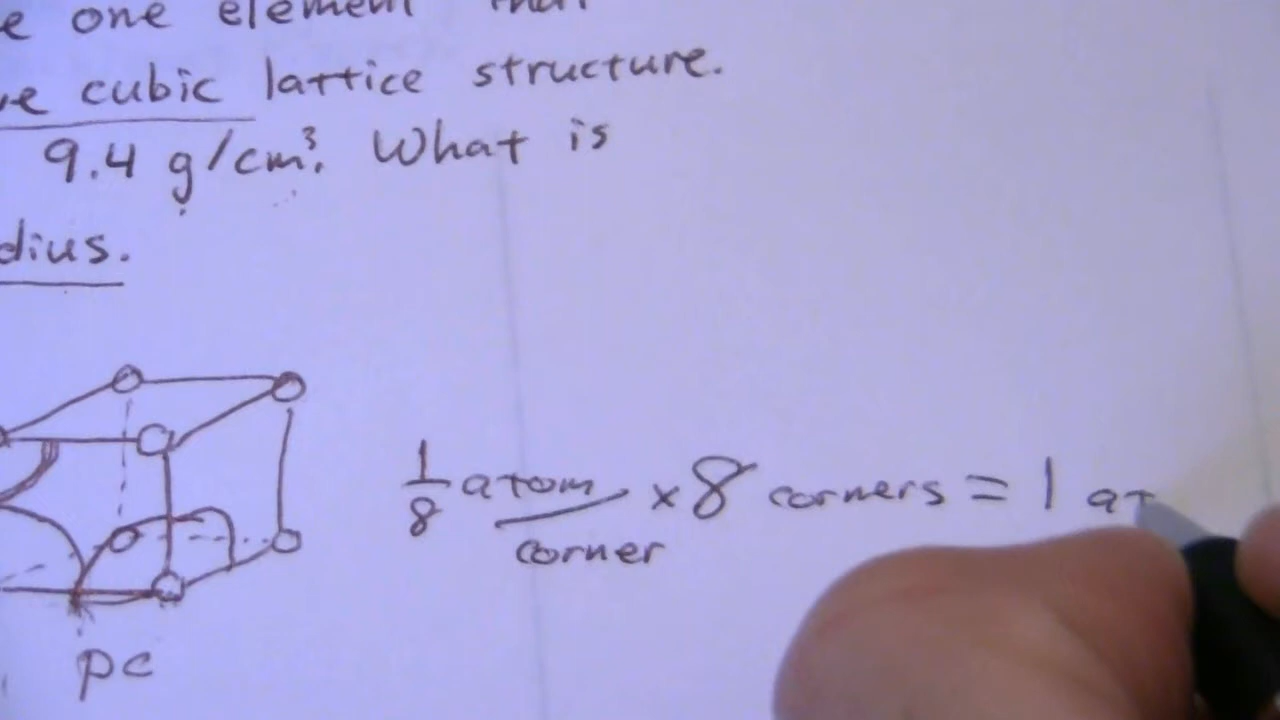 e one element
cubic lattice structure.
9.4 g/cm³. What is
dius.
1/8 atom/corner × 8 corners = 1 at
pc